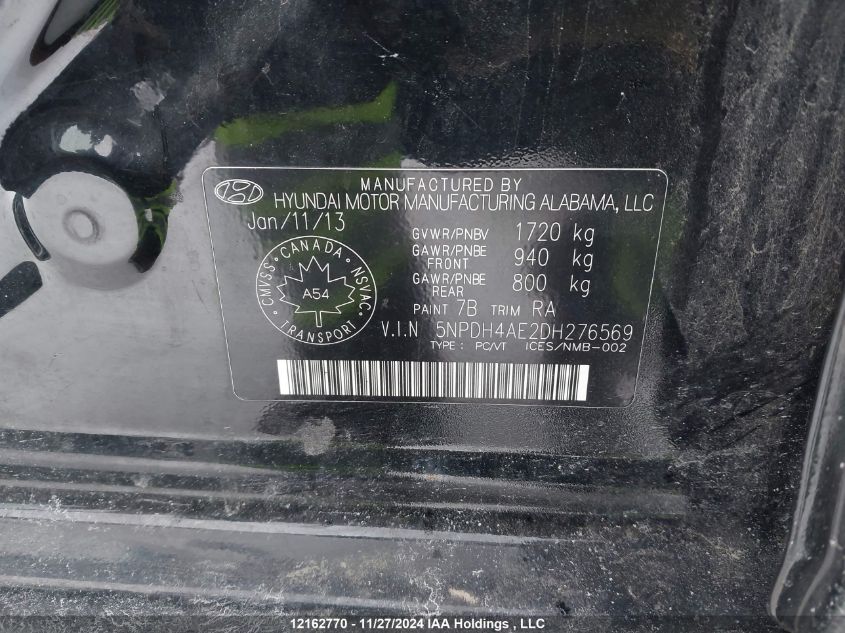 MANUFACTURED BY
HYUNDAI MOTOR MANUFACTURING ALABAMA, LLC
Jan/11/13
GVWR/PNBV 1720 kg
GAWR/PNBE FRONT 940 kg
GAWR/PNBE REAR 800 kg
CANADA
CMVSS NSVAC
A54
TRANSPORT
PAINT 7B TRIM RA
V.I.N 5NPDH4AE2DH276569
TYPE : PC/VT ICES/NMB-002
12162770 - 11/27/2024 IAA Holdings , LLC